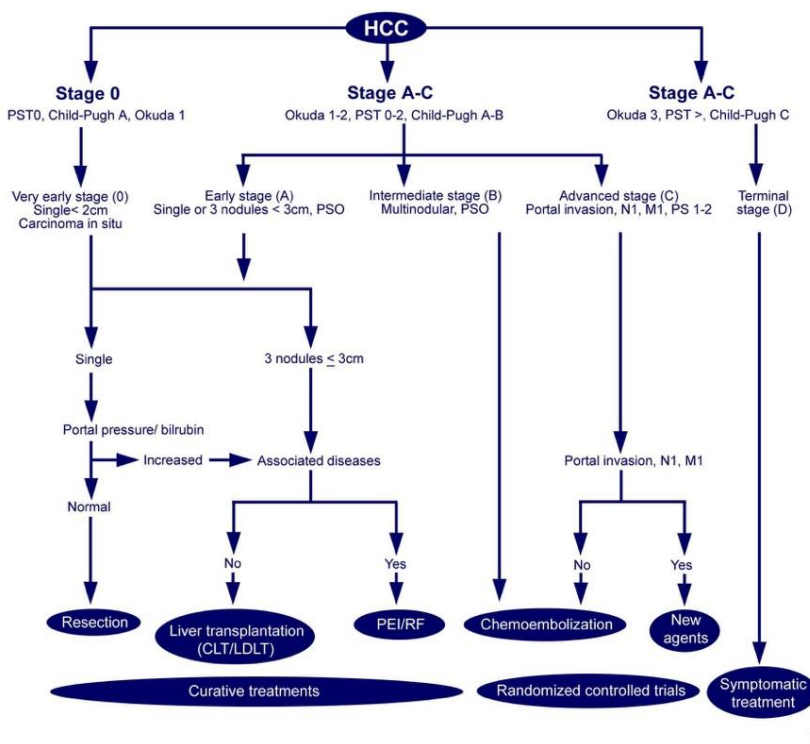 HCC
Stage 0
PST0, Child-Pugh A, Okuda 1
Stage A-C
Okuda 1-2, PST 0-2, Child-Pugh A-B
Stage A-C
Okuda 3, PST >, Child-Pugh C
Very early stage (0)
Single< 2cm
Carcinoma in situ
Early stage (A)
Single or 3 nodes < 3cm, PSO
Intermediate stage (B)
Multinodular, PSO
Advanced stage (C)
Portal invasion, N1, M1, PS 1-2
Terminal
stage (D)
Single
3 nodules ≤ 3cm
Portal pressure/ bilrubin
Increased
Associated diseases
Portal invasion, N1, M1
Normal
No
Yes
No
Yes
Resection
Liver transplantation
(CLT/LDLT)
PEI/RF
Chemoembolization
New
agents
Curative treatments
Randomized controlled trials
Symptomatic
treatment